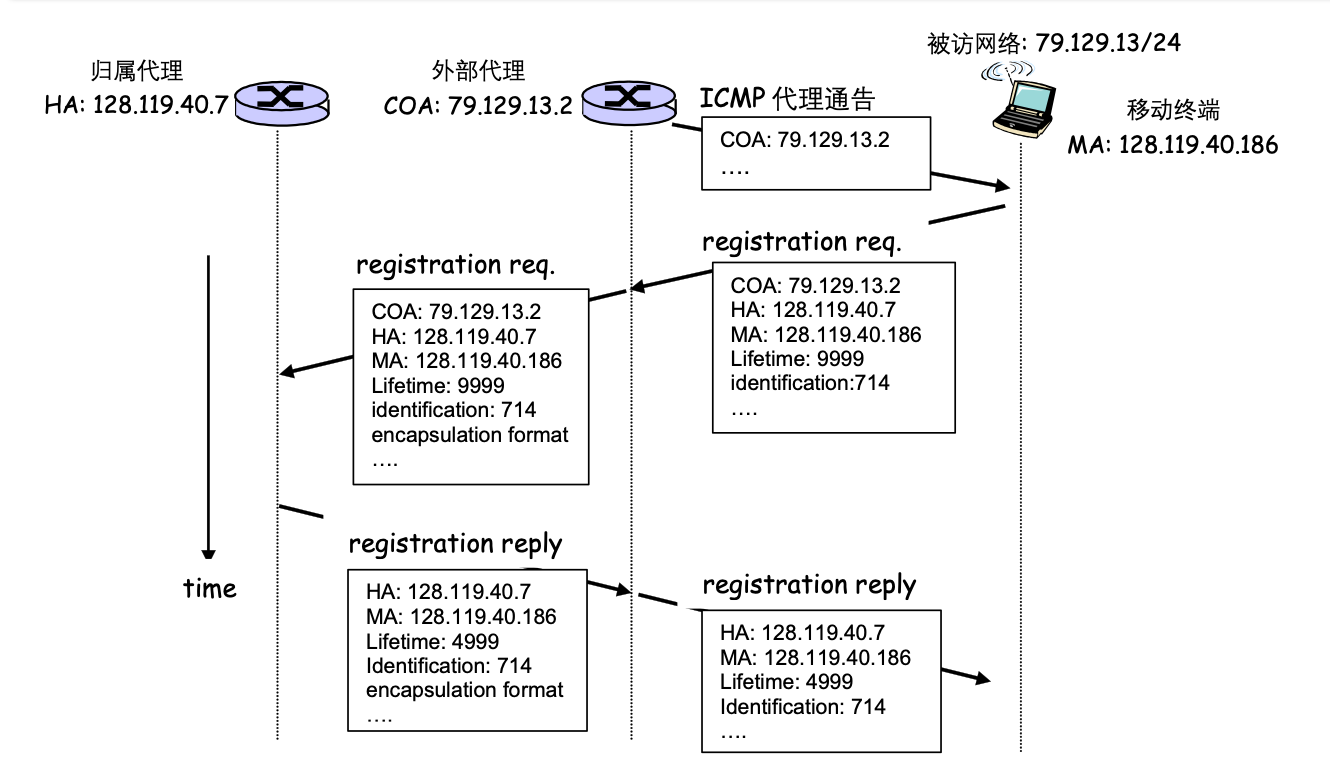 归属代理
HA: 128.119.40.7
外部代理
COA: 79.129.13.2
被访网络: 79.129.13/24
移动终端
MA: 128.119.40.186
ICMP 代理通告
COA: 79.129.13.2
....
registration req.
COA: 79.129.13.2
HA: 128.119.40.7
MA: 128.119.40.186
Lifetime: 9999
identification:714
....
registration req.
COA: 79.129.13.2
HA: 128.119.40.7
MA: 128.119.40.186
Lifetime: 9999
identification: 714
encapsulation format
....
registration reply
HA: 128.119.40.7
MA: 128.119.40.186
Lifetime: 4999
Identification: 714
encapsulation format
....
registration reply
HA: 128.119.40.7
MA: 128.119.40.186
Lifetime: 4999
Identification: 714
....
time